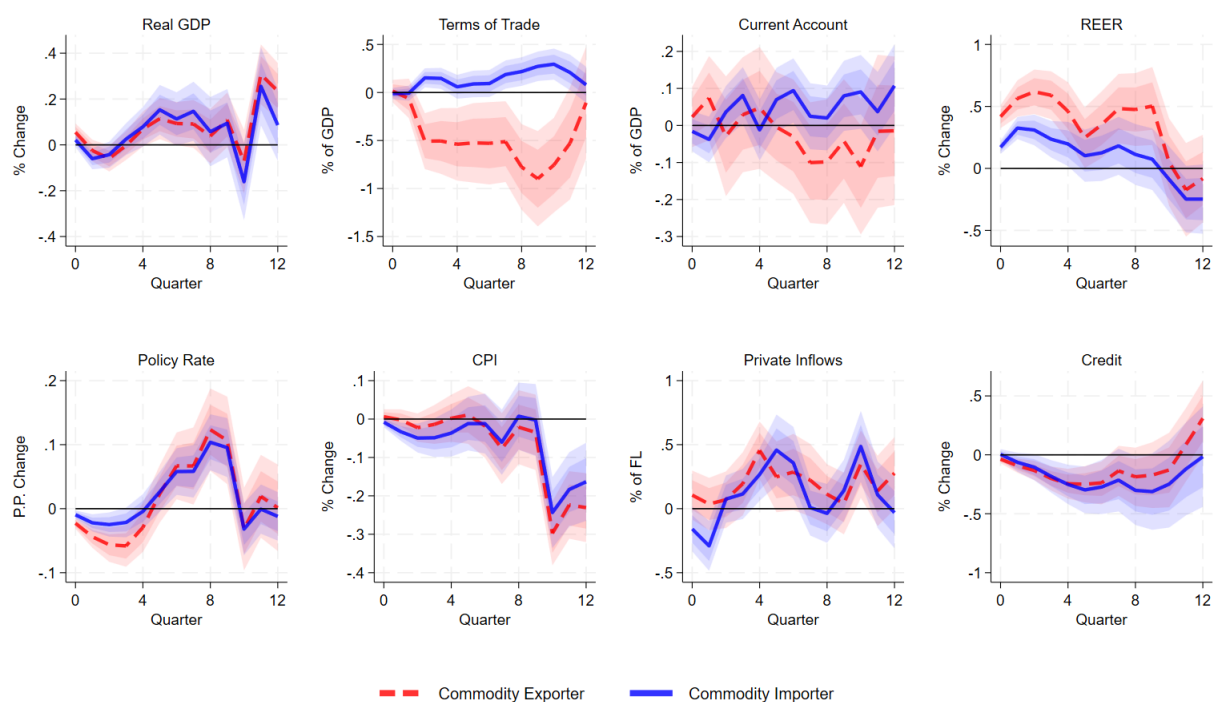 Real GDP
% Change
.4
.2
0
-.2
-.4
0 4 8 12
Quarter
Terms of Trade
% of GDP
.5
0
-.5
-1
-1.5
0 4 8 12
Quarter
Current Account
% of GDP
.2
.1
0
-.1
-.2
-.3
0 4 8 12
Quarter
REER
% Change
1
.5
0
-.5
0 4 8 12
Quarter
Policy Rate
P.P. Change
.2
.1
0
-.1
0 4 8 12
Quarter
CPI
% Change
.1
0
-.1
-.2
-.3
-.4
0 4 8 12
Quarter
Private Inflows
% of FL
1
.5
0
-.5
0 4 8 12
Quarter
Credit
% Change
.5
0
-.5
-1
0 4 8 12
Quarter
Commodity Exporter Commodity Importer